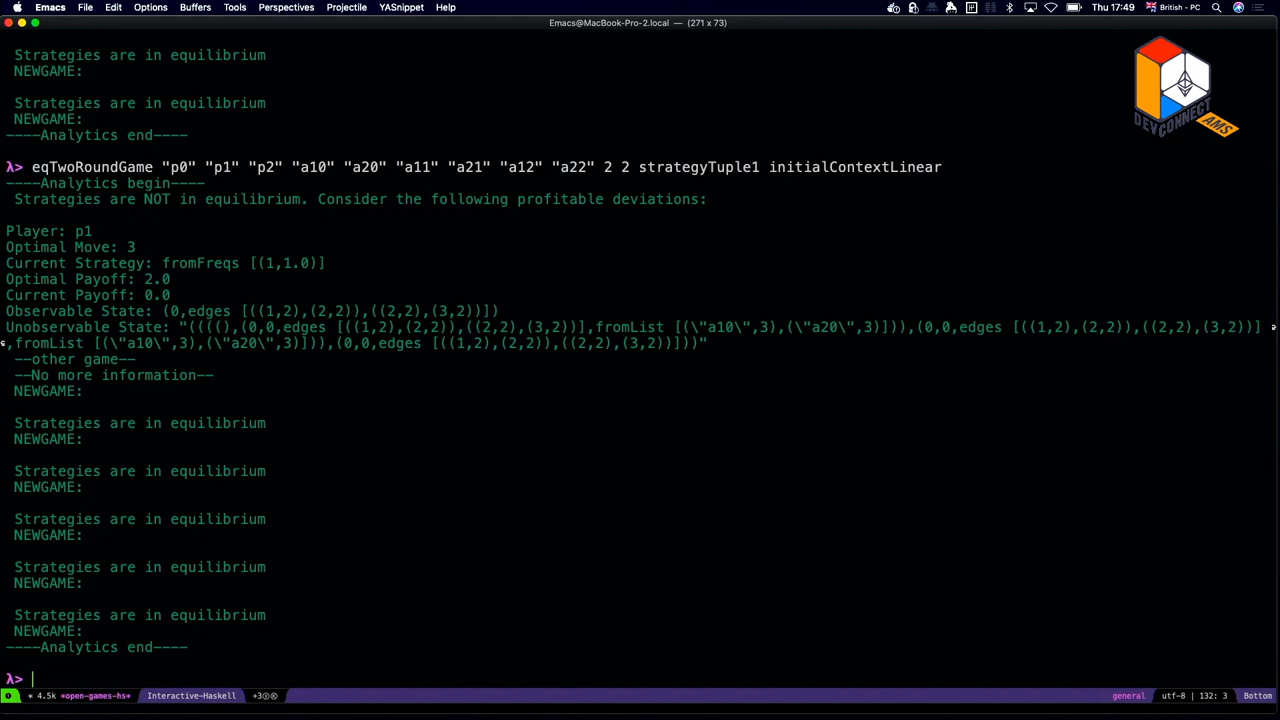 Emacs File Edit Options Buffers Tools Perspectives Projectile YASnippet Help British - PC Thu 17:49
Emacs@MacBook-Pro-2.local — (271 x 73)
Strategies are in equilibrium
NEWGAME:
Strategies are in equilibrium
NEWGAME:
----Analytics end----
λ> eqTwoRoundGame "p0" "p1" "p2" "a10" "a20" "a11" "a21" "a12" "a22" 2 2 strategyTuple1 initialContextLinear
----Analytics begin----
Strategies are NOT in equilibrium. Consider the following profitable deviations:
Player: p1
Optimal Move: 3
Current Strategy: fromFreqs [(1,1.0)]
Optimal Payoff: 2.0
Current Payoff: 0.0
Observable State: (0,edges [((1,2),(2,2)),((2,2),(3,2))])
Unobservable State: "((((),(0,0,edges [((1,2),(2,2)),((2,2),(3,2))],fromList [(\"a10\",3),(\"a20\",3)])),(0,0,edges [((1,2),(2,2)),((2,2),(3,2))]
,fromList [(\"a10\",3),(\"a20\",3)])),(0,0,edges [((1,2),(2,2)),((2,2),(3,2))]))"
--other game--
--No more information--
NEWGAME:
Strategies are in equilibrium
NEWGAME:
Strategies are in equilibrium
NEWGAME:
Strategies are in equilibrium
NEWGAME:
Strategies are in equilibrium
NEWGAME:
Strategies are in equilibrium
NEWGAME:
----Analytics end----
λ>
* 4.5k *open-games-hs* Interactive-Haskell +3 general utf-8 | 132: 3 Bottom
DEVCONNECT
AMS